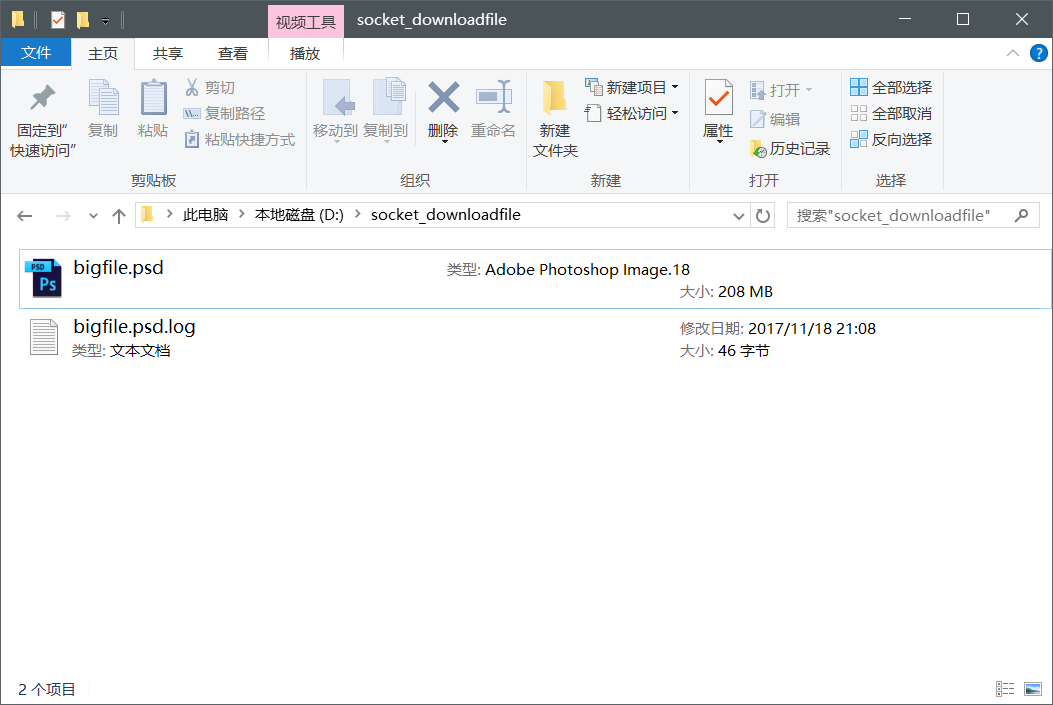 视频工具
socket_downloadfile
文件
主页
共享
查看
播放
固定到"
快速访问"
复制
粘贴
剪切
复制路径
粘贴快捷方式
剪贴板
移动到
复制到
删除
重命名
组织
新建
文件夹
新建项目
轻松访问
新建
属性
打开
编辑
历史记录
打开
全部选择
全部取消
反向选择
选择
此电脑
本地磁盘 (D:)
socket_downloadfile
搜索"socket_downloadfile"
PSD
Ps
bigfile.psd
类型: Adobe Photoshop Image.18
大小: 208 MB
bigfile.psd.log
类型: 文本文档
修改日期: 2017/11/18 21:08
大小: 46 字节
2 个项目